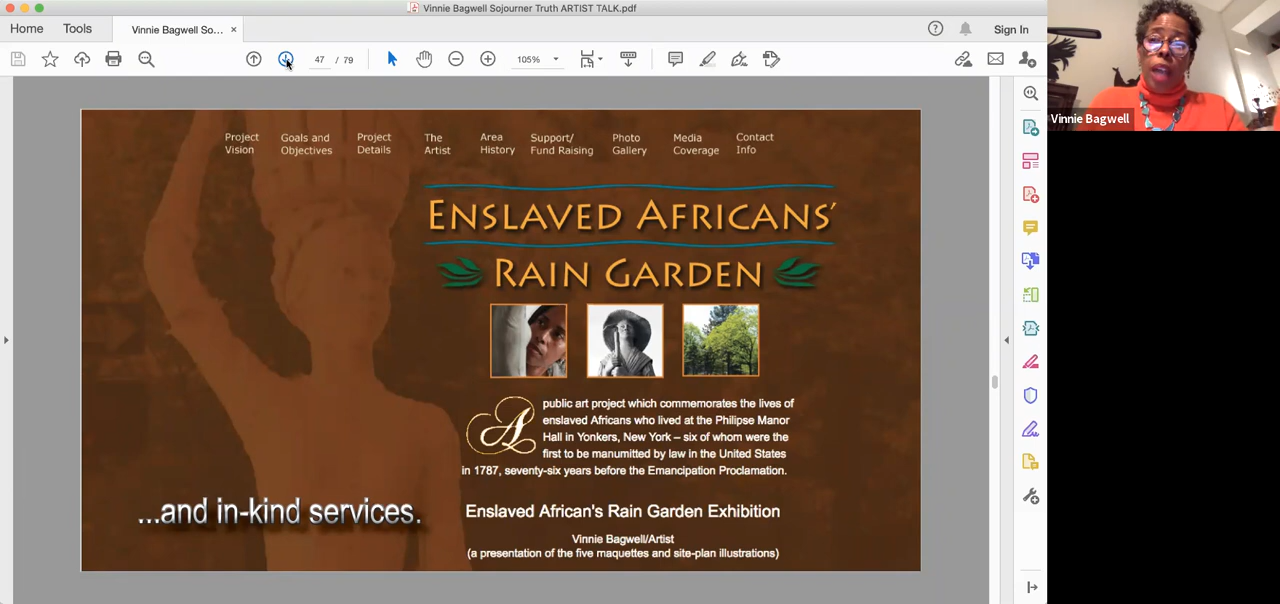 Vinnie Bagwell Sojourner Truth ARTIST TALK.pdf
Home
Tools
Vinnie Bagwell So...
Sign In
47 / 79
105%
Vinnie Bagwell
Project Vision
Goals and Objectives
Project Details
The Artist
Area History
Support/ Fund Raising
Photo Gallery
Media Coverage
Contact Info
ENSLAVED AFRICANS'
RAIN GARDEN
A public art project which commemorates the lives of
enslaved Africans who lived at the Philipse Manor
Hall in Yonkers, New York – six of whom were the
first to be manumitted by law in the United States
in 1787, seventy-six years before the Emancipation Proclamation.
...and in-kind services.
Enslaved African's Rain Garden Exhibition
Vinnie Bagwell/Artist
(a presentation of the five maquettes and site-plan illustrations)